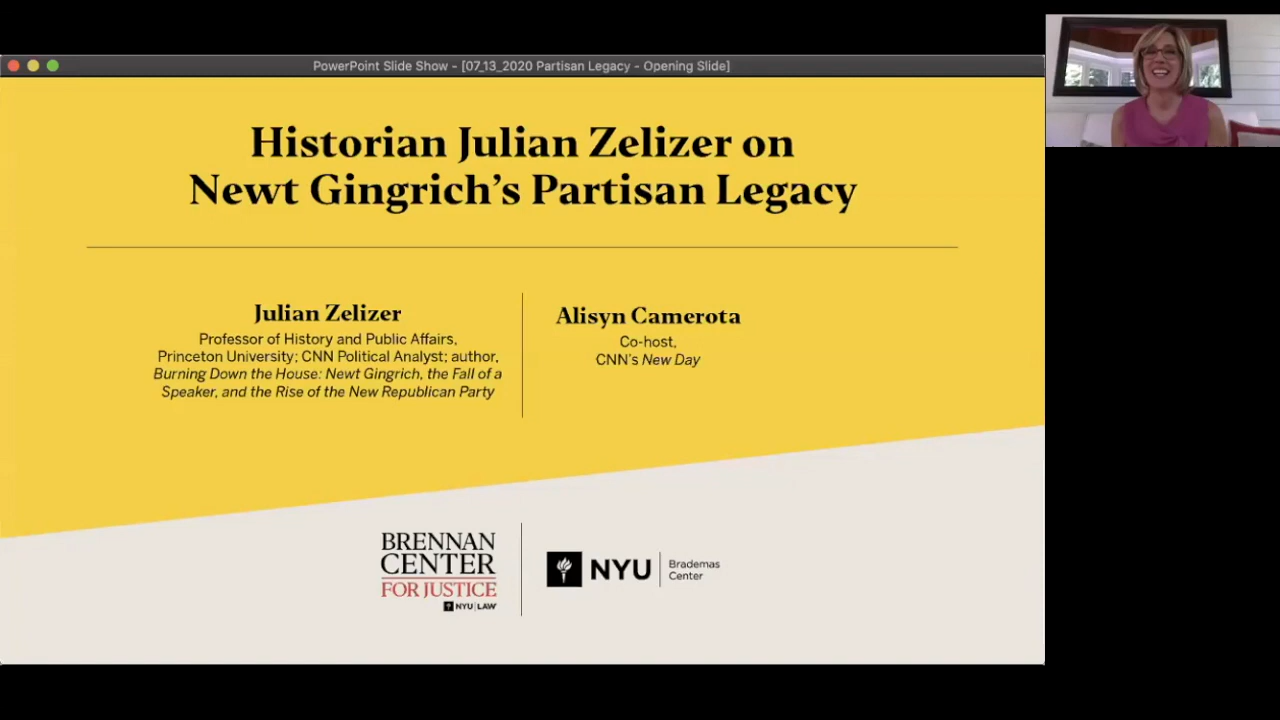 PowerPoint Slide Show - [07_13_2020 Partisan Legacy - Opening Slide]
Historian Julian Zelizer on
Newt Gingrich’s Partisan Legacy
Julian Zelizer
Professor of History and Public Affairs,
Princeton University; CNN Political Analyst; author,
Burning Down the House: Newt Gingrich, the Fall of a
Speaker, and the Rise of the New Republican Party
Alisyn Camerota
Co-host,
CNN’s New Day
BRENNAN
CENTER
FOR JUSTICE
NYU LAW
NYU
Brademas
Center